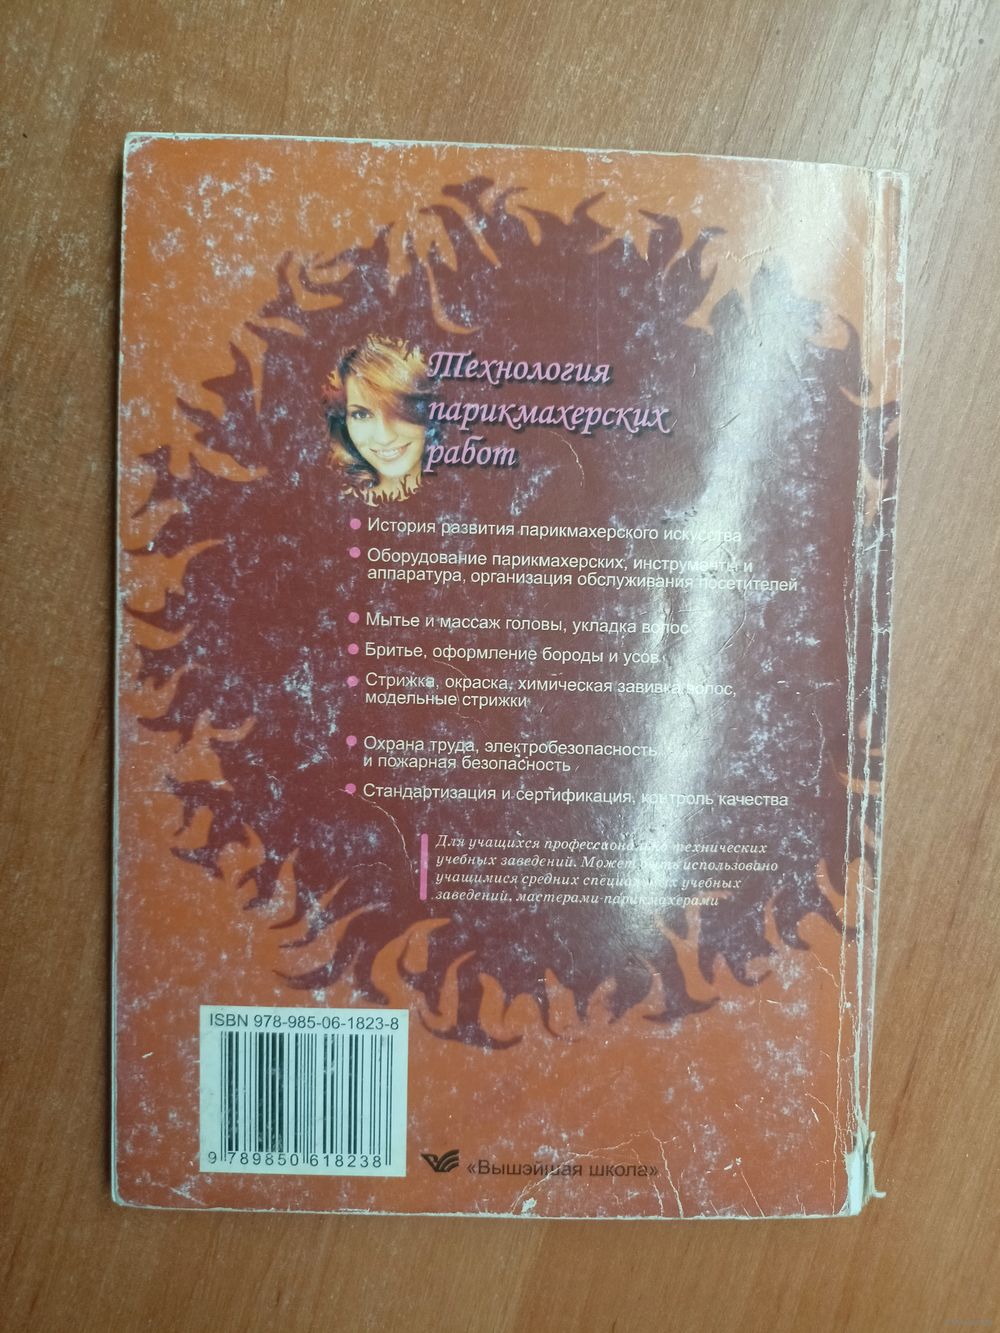 Технология
парикмахерских
работ
История развития парикмахерского искусства
Оборудование парикмахерских, инструменты и
аппаратура, организация обслуживания посетителей
Мытье и массаж головы, укладка волос
Бритье, оформление бороды и усов
Стрижка, окраска, химическая завивка волос,
модельные стрижки
Охрана труда, электробезопасность
и пожарная безопасность
Стандартизация и сертификация, контроль качества
Для учащихся профессионально-технических
учебных заведений. Может быть использовано
учащимися средних специальных учебных
заведений, мастерами-парикмахерами
ISBN 978-985-06-1823-8
9 789850 618238
«Вышэйшая школа»